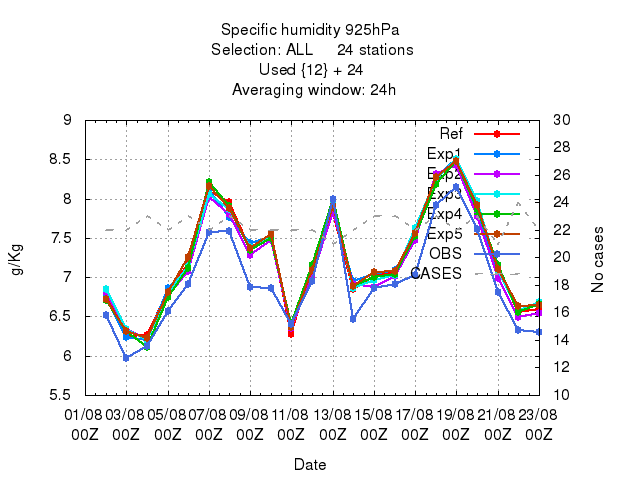 Specific humidity 925hPa
Selection: ALL 24 stations
Used {12} + 24
Averaging window: 24h
9
8.5
8
7.5
7
6.5
6
5.5
g/Kg
30
28
26
24
22
20
18
16
14
12
10
No cases
Ref
Exp1
Exp2
Exp3
Exp4
Exp5
OBS
CASES
01/08 03/08 05/08 07/08 09/08 11/08 13/08 15/08 17/08 19/08 21/08 23/08
00Z 00Z 00Z 00Z 00Z 00Z 00Z 00Z 00Z 00Z 00Z 00Z
Date